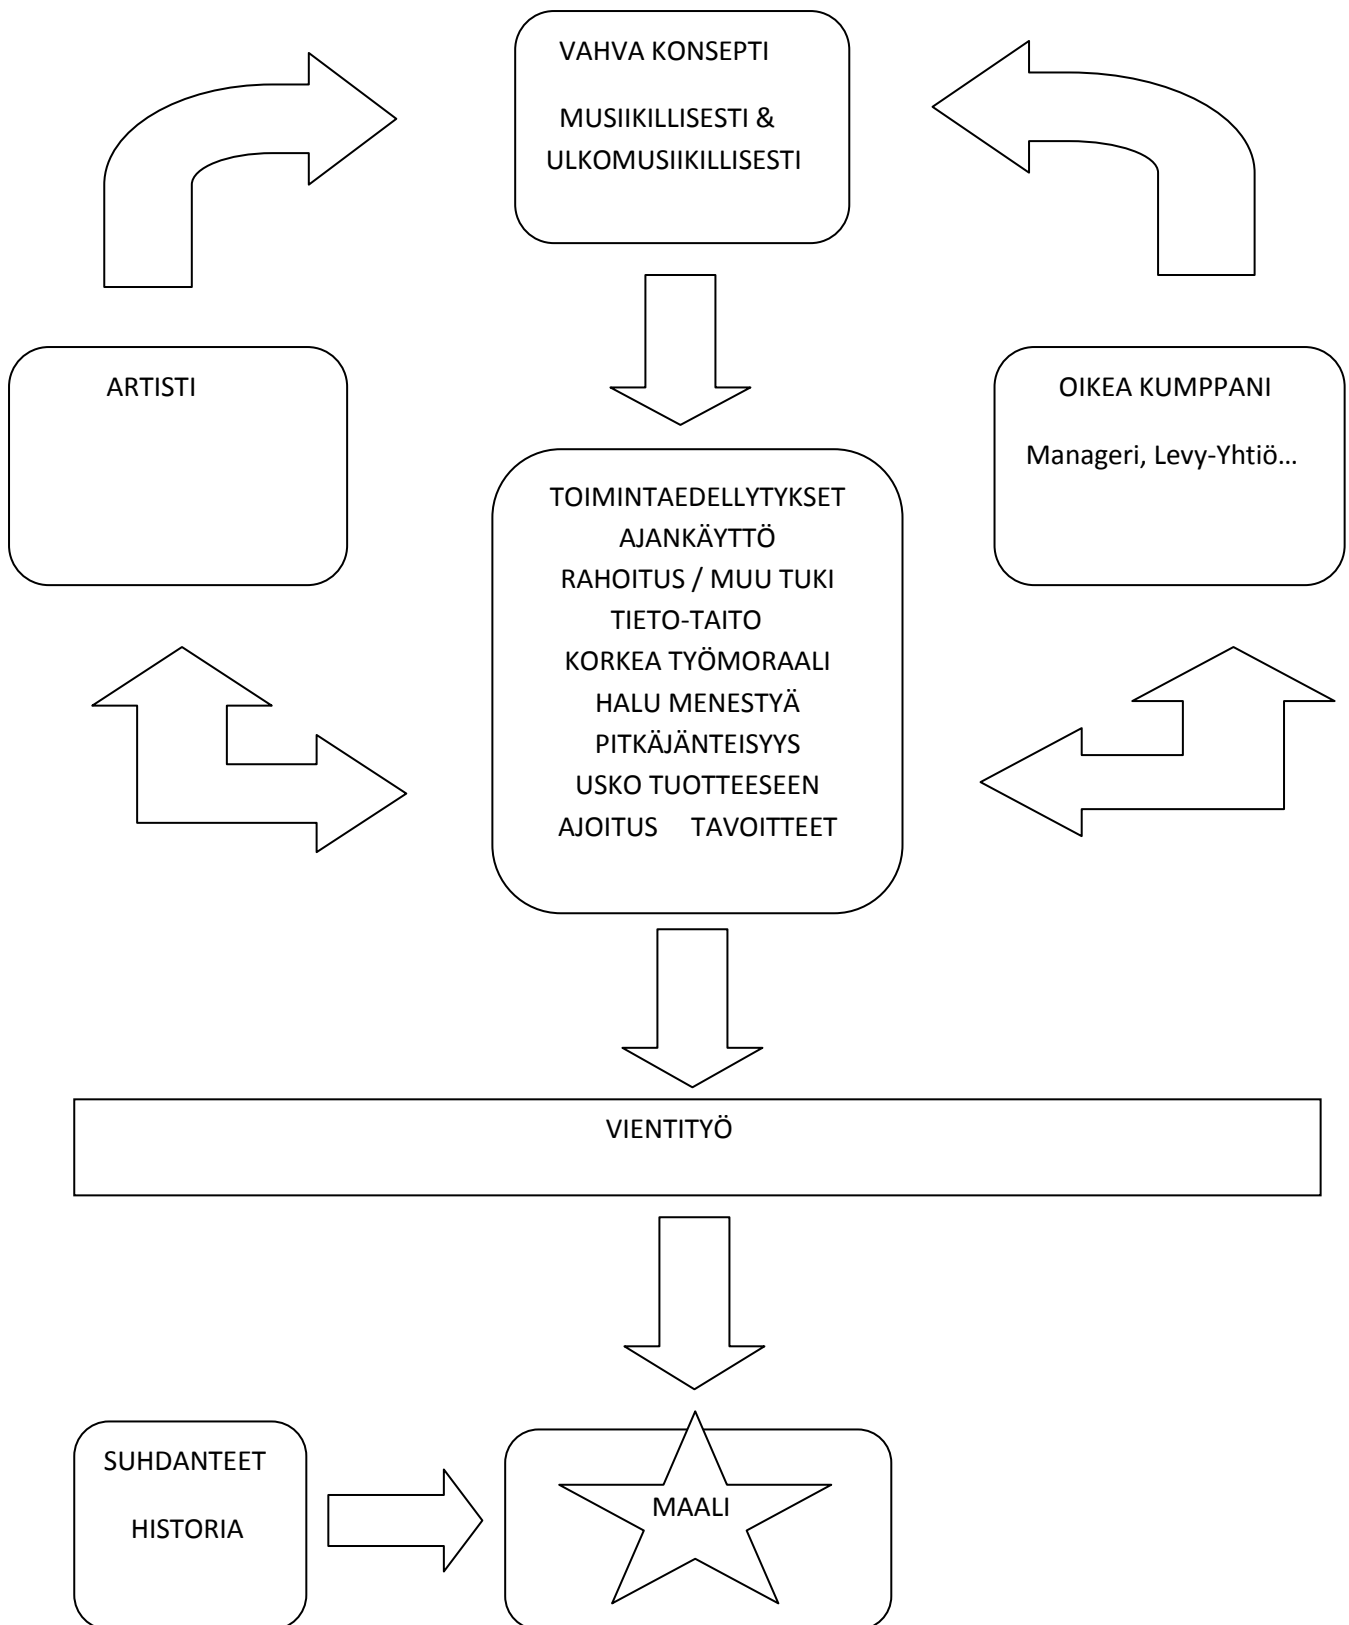 VAHVA KONSEPTI
MUSIIKILLISESTI &
ULKOMUSIIKILLISESTI
ARTISTI
OIKEA KUMPPANI
Manageri, Levy-Yhtiö…
TOIMINTAEDELLYTYKSET
AJANKÄYTTÖ
RAHOITUS / MUU TUKI
TIETO-TAITO
KORKEA TYÖMORAALI
HALU MENESTYÄ
PITKÄJÄNTEISYYS
USKO TUOTTEESEEN
AJOITUS TAVOITTEET
VIENTITYÖ
SUHDANTEET
HISTORIA
MAALI